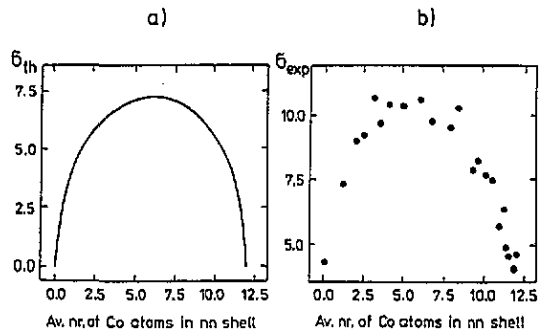 a)
σth
7.5
5.0
2.5
0.0
0.0 2.5 5.0 7.5 10.0 12.5
Av. nr. of Co atoms in nn shell
b)
σexp
10.0
7.5
5.0
0.0 2.5 5.0 7.5 10.0 12.5
Av. nr. of Co atoms in nn shell